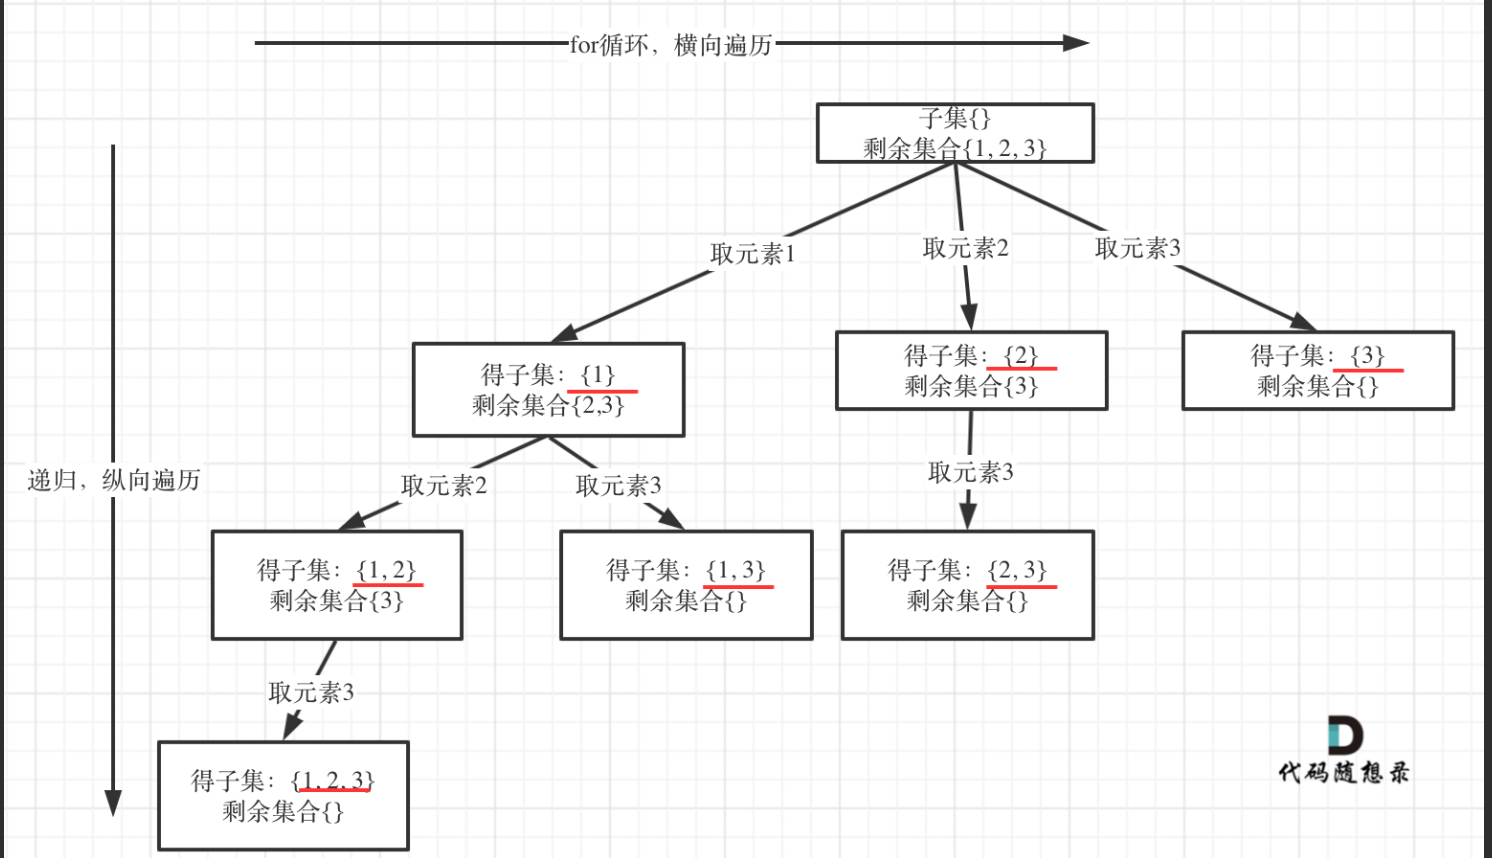 for循环，横向遍历
子集{}
剩余集合{1, 2, 3}
取元素1
取元素2
取元素3
得子集：{1}
剩余集合{2,3}
得子集：{2}
剩余集合{3}
得子集：{3}
剩余集合{}
递归，纵向遍历
取元素2
取元素3
取元素3
得子集：{1, 2}
剩余集合{3}
得子集：{1, 3}
剩余集合{}
得子集：{2, 3}
剩余集合{}
取元素3
得子集：{1, 2, 3}
剩余集合{}
代码随想录